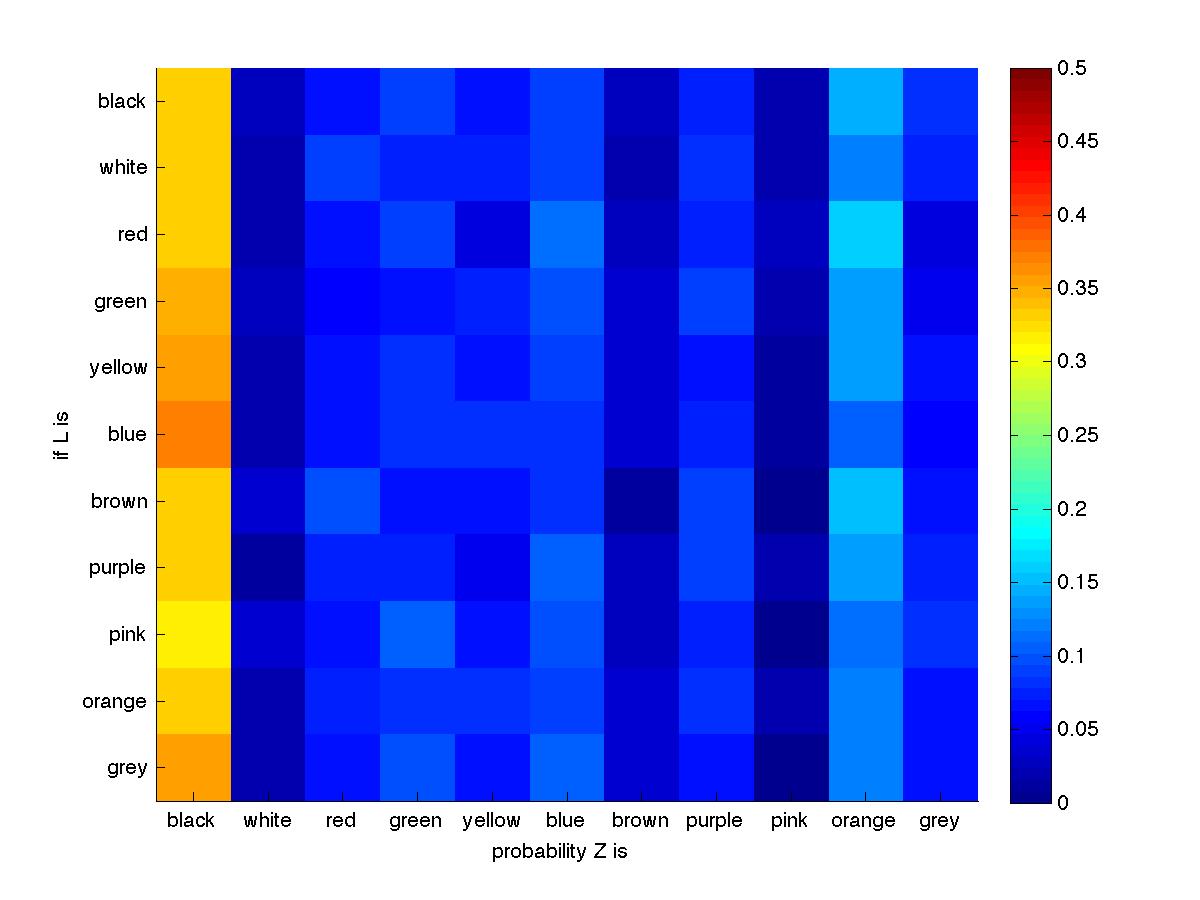 black
white
red
green
yellow
blue
brown
purple
pink
orange
grey
if L is
black white red green yellow blue brown purple pink orange grey
probability Z is
0.5
0.45
0.4
0.35
0.3
0.25
0.2
0.15
0.1
0.05
0